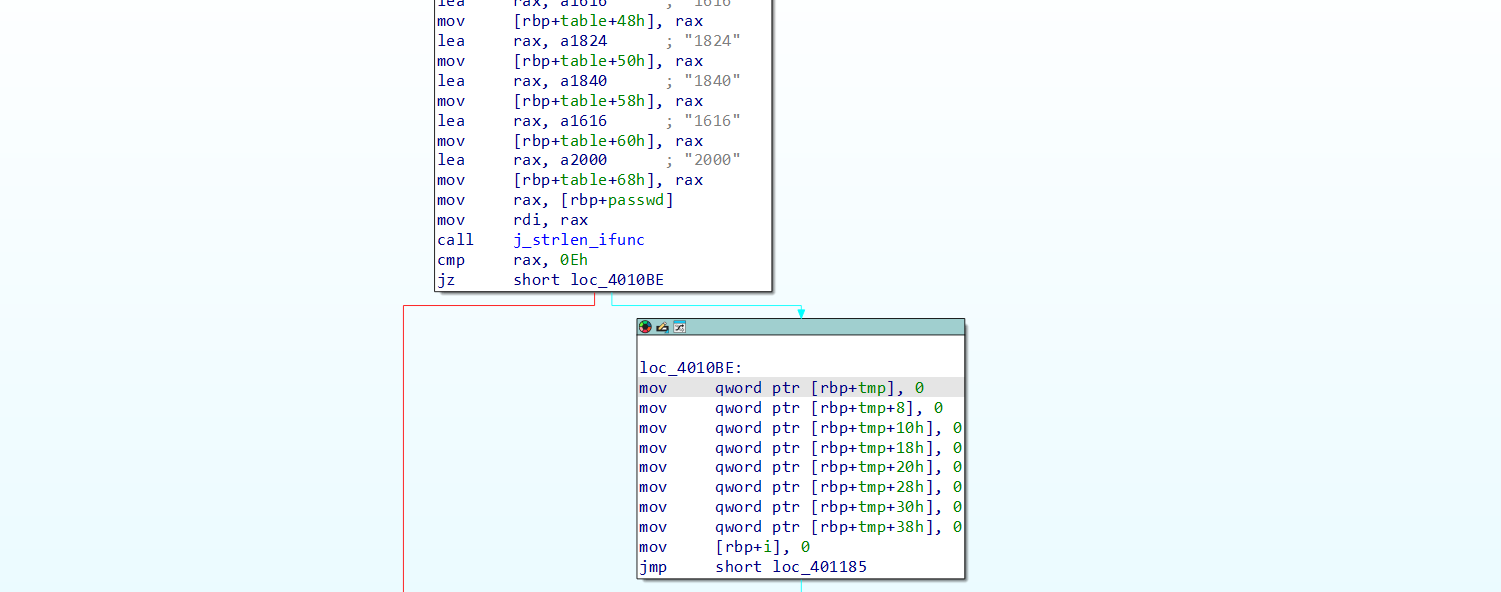 lea rax, a1616 ; "1616"
mov [rbp+table+48h], rax
lea rax, a1824 ; "1824"
mov [rbp+table+50h], rax
lea rax, a1840 ; "1840"
mov [rbp+table+58h], rax
lea rax, a1616 ; "1616"
mov [rbp+table+60h], rax
lea rax, a2000 ; "2000"
mov [rbp+table+68h], rax
mov rax, [rbp+passwd]
mov rdi, rax
call j_strlen_ifunc
cmp rax, 0Eh
jz short loc_4010BE
loc_4010BE:
mov qword ptr [rbp+tmp], 0
mov qword ptr [rbp+tmp+8], 0
mov qword ptr [rbp+tmp+10h], 0
mov qword ptr [rbp+tmp+18h], 0
mov qword ptr [rbp+tmp+20h], 0
mov qword ptr [rbp+tmp+28h], 0
mov qword ptr [rbp+tmp+30h], 0
mov qword ptr [rbp+tmp+38h], 0
mov [rbp+i], 0
jmp short loc_401185